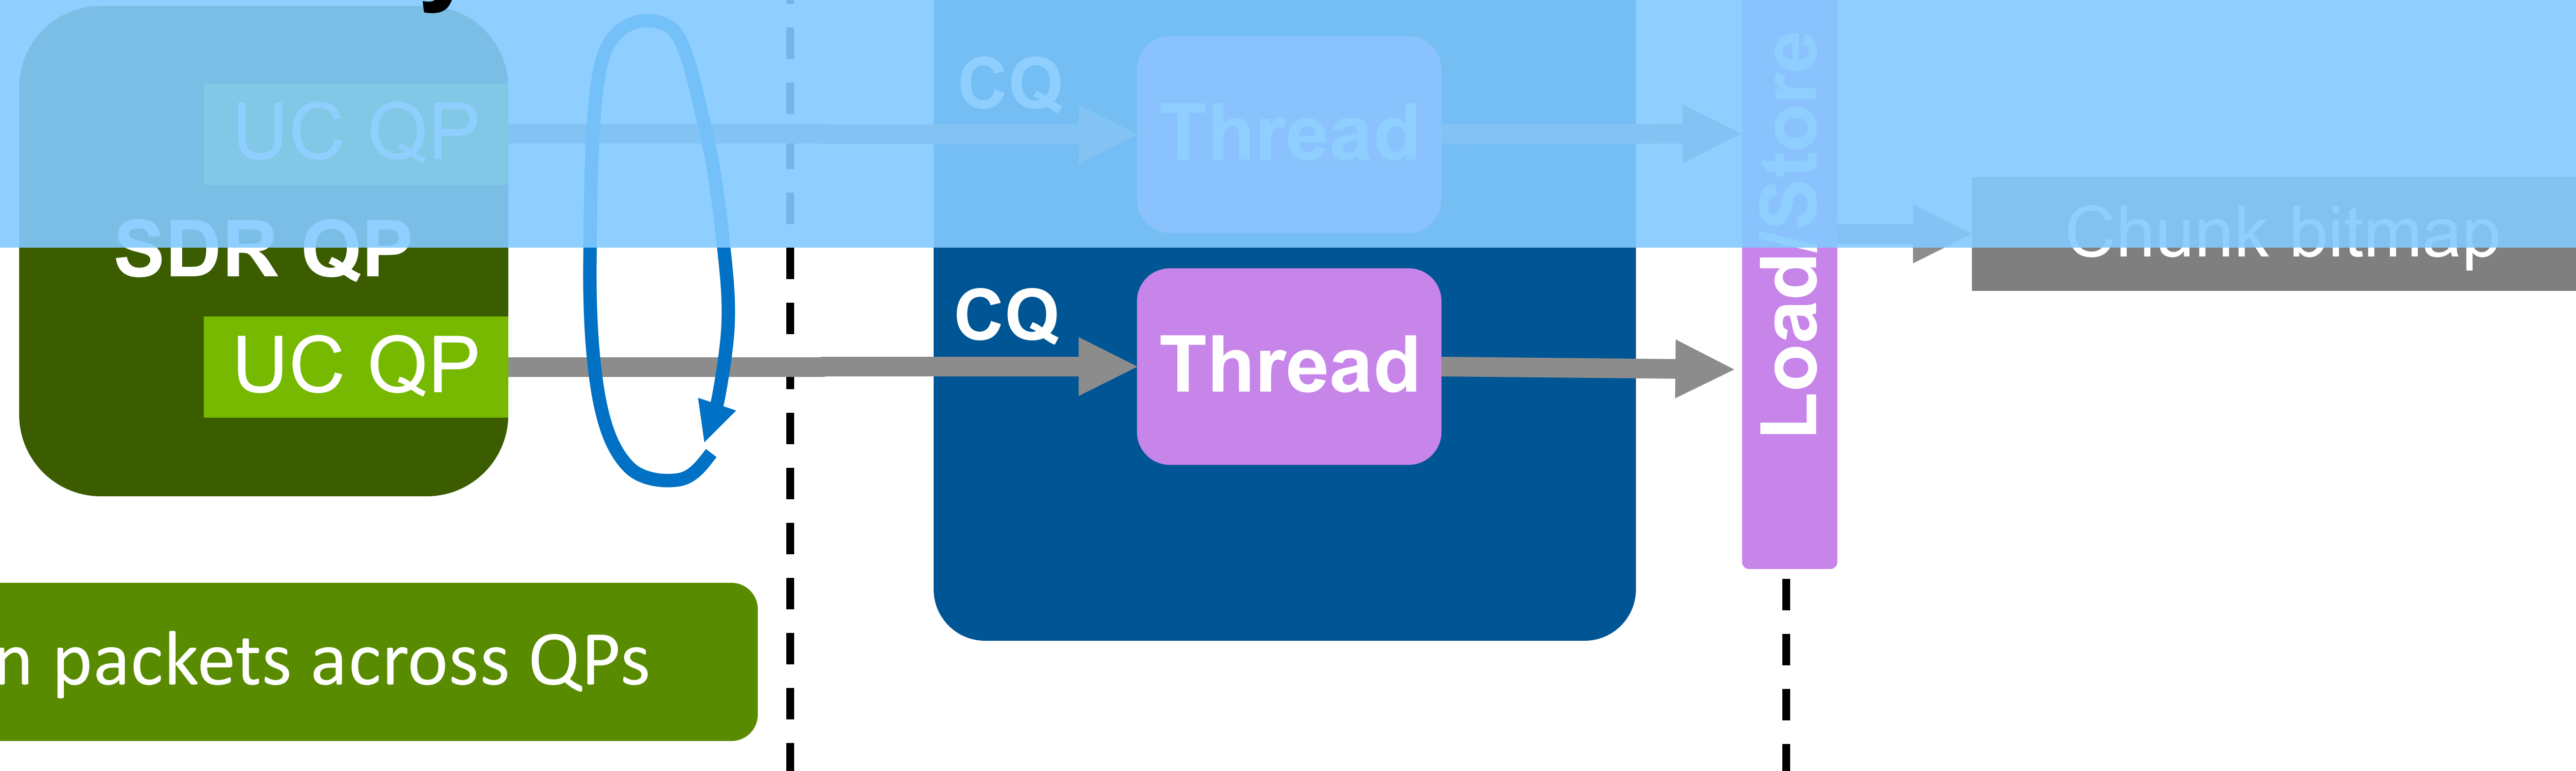 UC QP
CQ
Thread
Load/Store
SDR QP
Chunk bitmap
UC QP
CQ
Thread
n packets across QPs